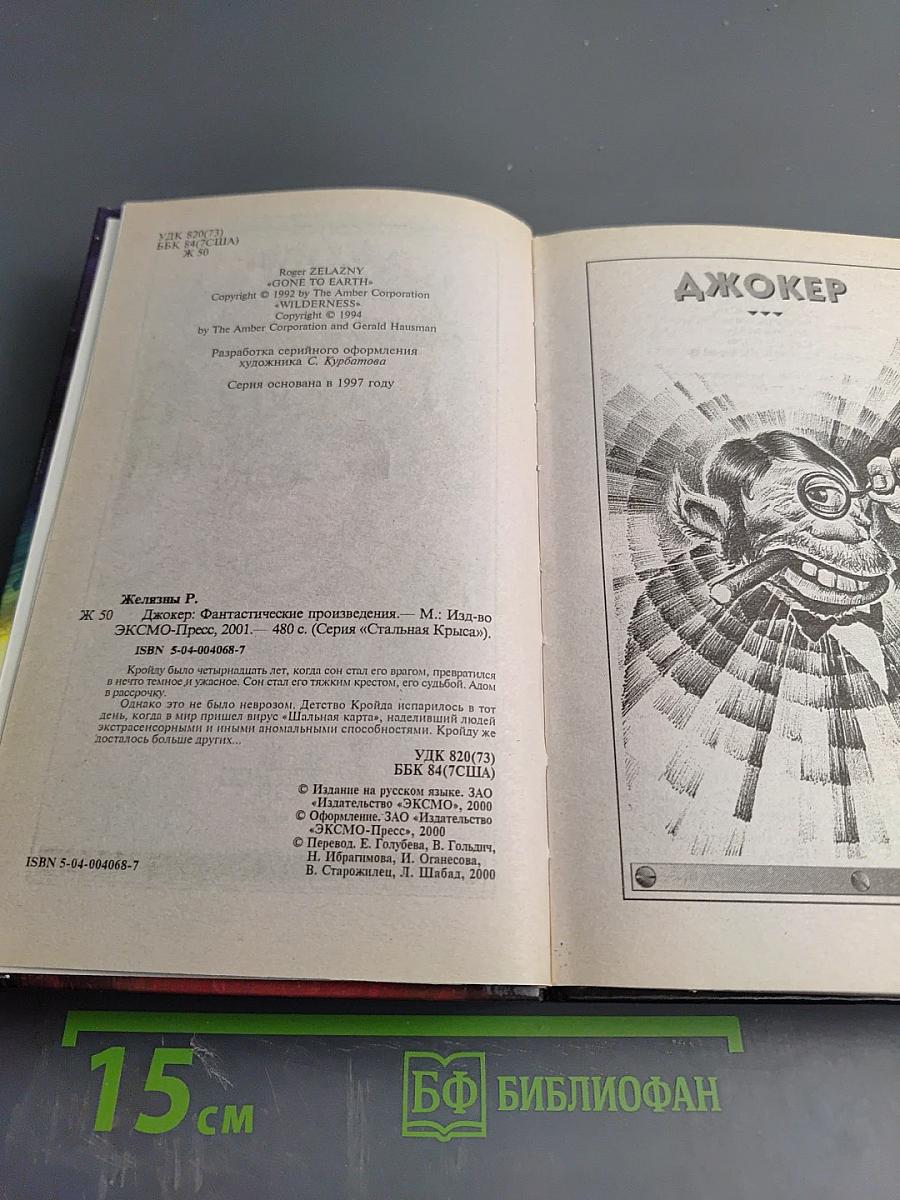 УДК 820(73)
ББК 84(7США)
Ж 50
Roger ZELAZNY
«GONE TO EARTH»
Copyright © 1992 by The Amber Corporation
«WILDERNESS»
Copyright © 1994
by The Amber Corporation and Gerald Hausman
Разработка серийного оформления
художника С. Курбатова
Серия основана в 1997 году
Желязны Р.
Ж 50 Джокер: Фантастические произведения.— М.: Изд-во
ЭКСМО-Пресс, 2001.— 480 с. (Серия «Стальная Крыса»).
ISBN 5-04-004068-7
Кройду было четырнадцать лет, когда сон стал его врагом, превратился
в нечто темное и ужасное. Сон стал его тяжким крестом, его судьбой. Адом
в рассрочку.
Однако это не было неврозом. Детство Кройда испарилось в тот
день, когда в мир пришел вирус «Шальная карта», наделивший людей
экстрасенсорными и иными аномальными способностями. Кройду же
досталось больше других...
УДК 820(73)
ББК 84(7США)
© Издание на русском языке. ЗАО
«Издательство «ЭКСМО», 2000
© Оформление. ЗАО «Издательство
«ЭКСМО-Пресс», 2000
© Перевод. Е. Голубева, В. Гольдич,
Н. Ибрагимова, И. Оганесова,
В. Старожилец, Л. Шабад, 2000
ISBN 5-04-004068-7
ДЖОКЕР
15 см
БФ БИБЛИОФАН